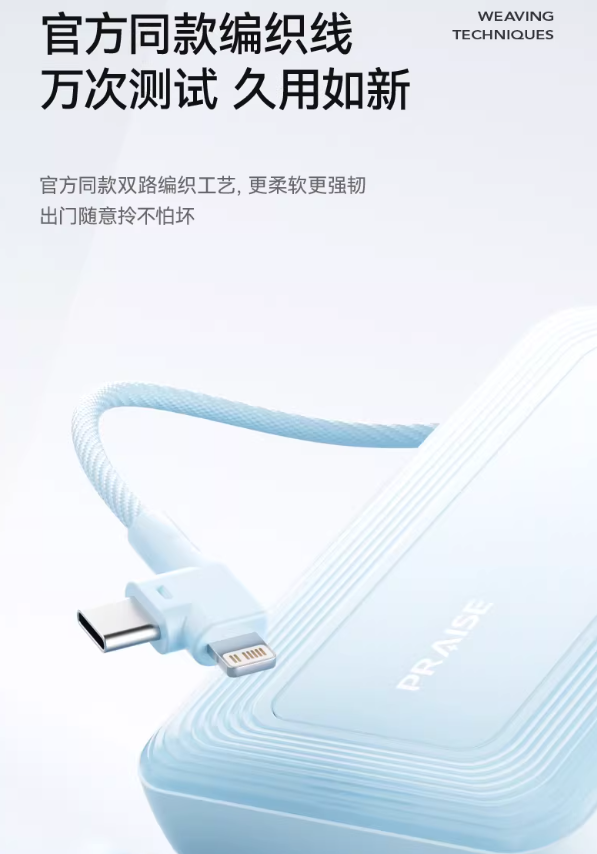 官方同款编织线
万次测试 久用如新
WEAVING
TECHNIQUES
官方同款双路编织工艺, 更柔软更强韧
出门随意拎不怕坏
PRAISE